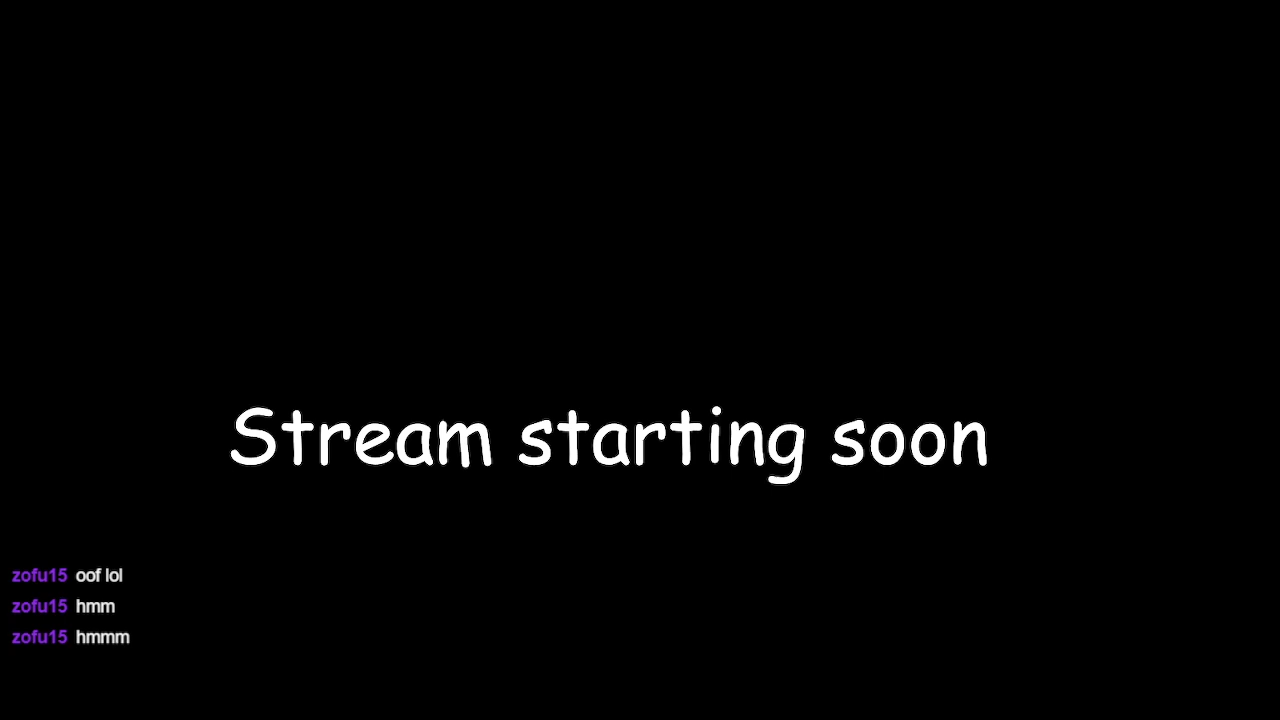 Stream starting soon
zofu15 oof lol
zofu15 hmm
zofu15 hmmm